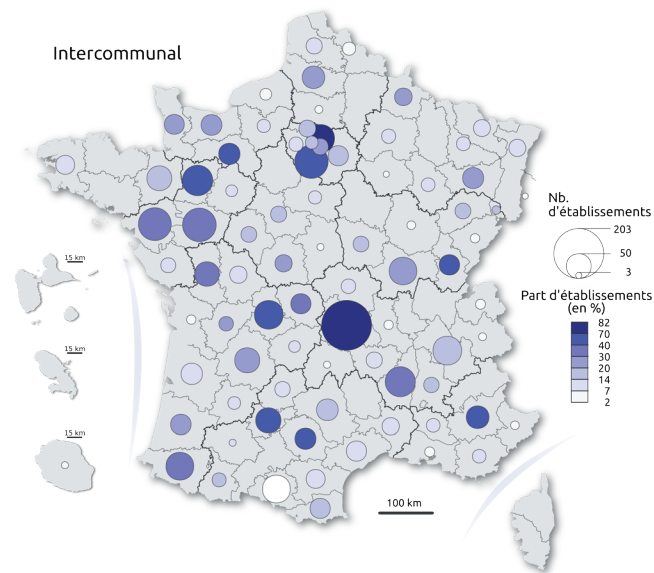 Intercommunal
Nb.
d'établissements
203
50
3
Part d'établissements
(en %)
82
70
40
30
20
14
7
2
15 km
15 km
15 km
100 km